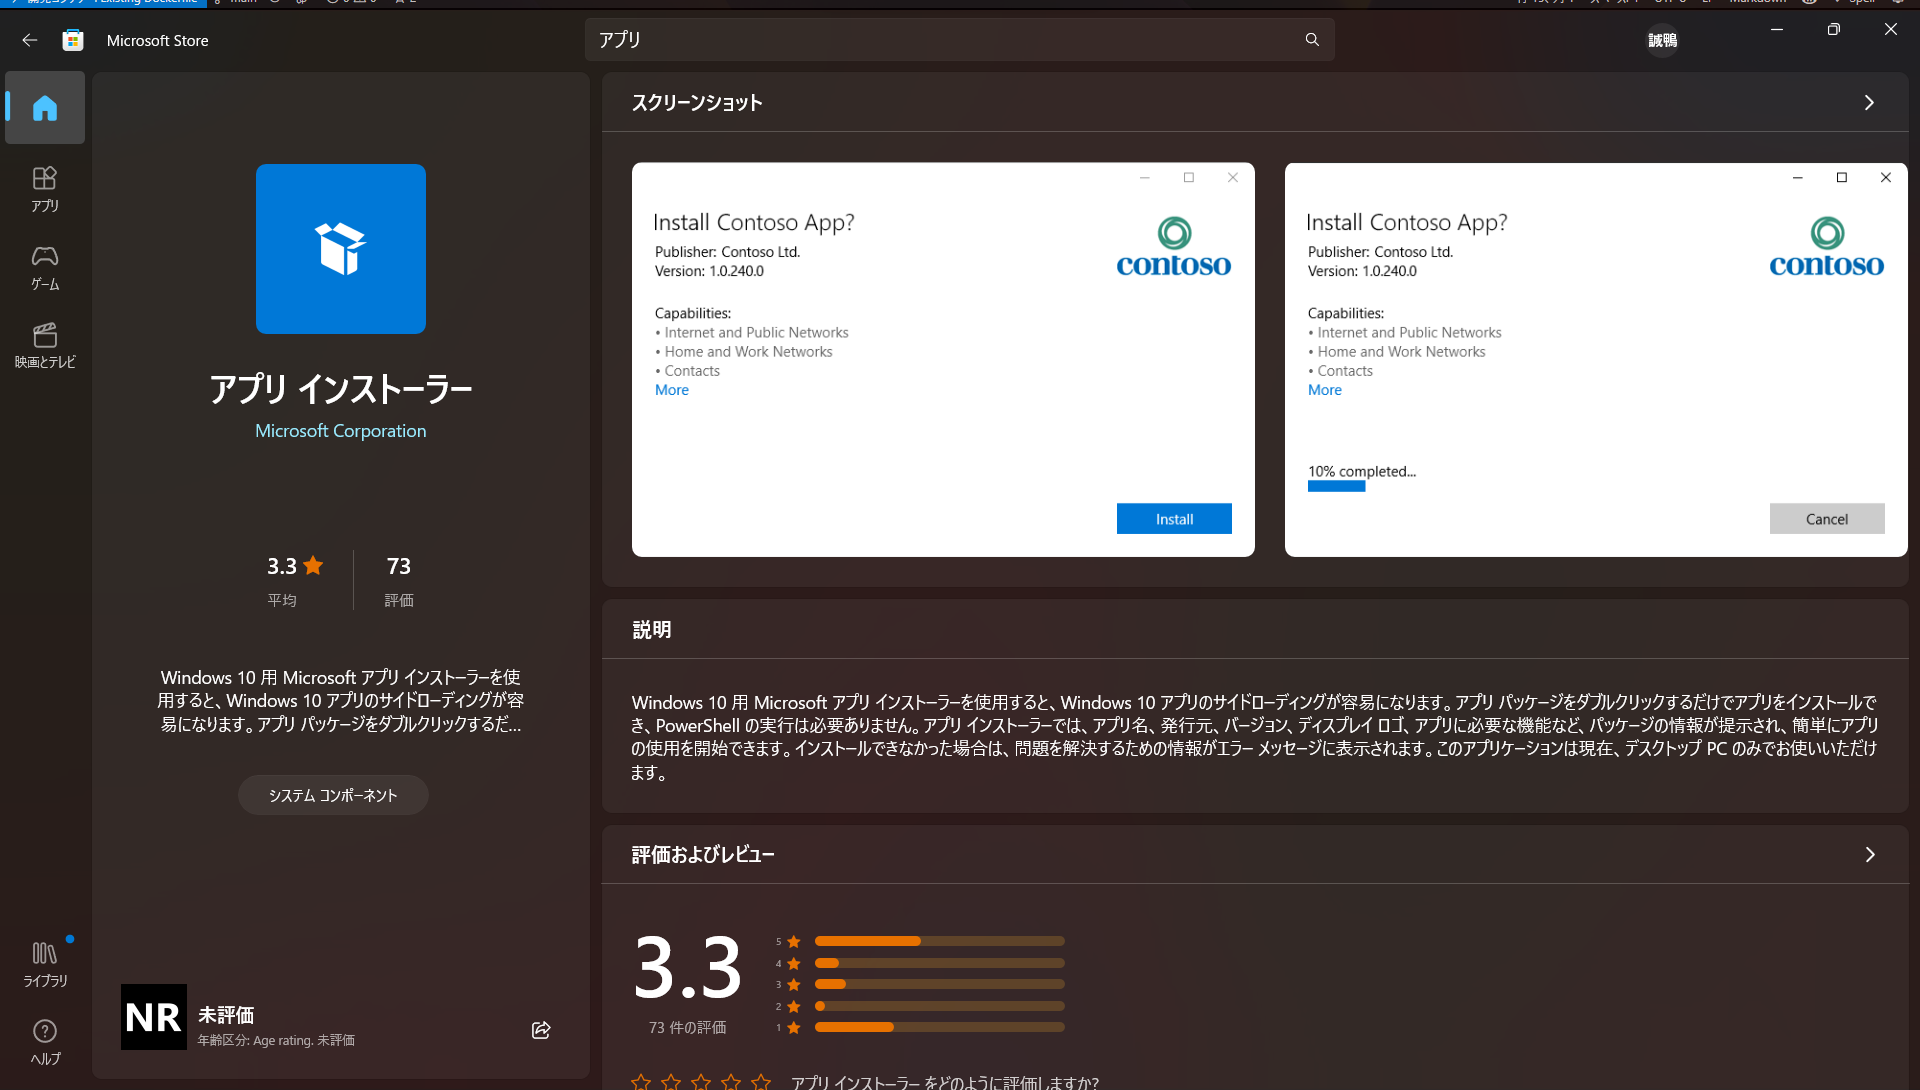 Microsoft Store
アプリ
誠鴨
アプリ
ゲーム
映画とテレビ
ライブラリ
ヘルプ
アプリ インストーラー
Microsoft Corporation
3.3
平均
73
評価
Windows 10 用 Microsoft アプリ インストーラーを使
用すると、Windows 10 アプリのサイドローディングが容
易になります。アプリ パッケージをダブルクリックするだ...
システム コンポーネント
NR
未評価
年齢区分: Age rating. 未評価
スクリーンショット
Install Contoso App?
Publisher: Contoso Ltd.
Version: 1.0.240.0
contoso
Capabilities:
• Internet and Public Networks
• Home and Work Networks
• Contacts
More
Install
Install Contoso App?
Publisher: Contoso Ltd.
Version: 1.0.240.0
contoso
Capabilities:
• Internet and Public Networks
• Home and Work Networks
• Contacts
More
10% completed...
Cancel
説明
Windows 10 用 Microsoft アプリ インストーラーを使用すると、Windows 10 アプリのサイドローディングが容易になります。アプリ パッケージをダブルクリックするだけでアプリをインストールで
き、PowerShell の実行は必要ありません。アプリ インストーラーでは、アプリ名、発行元、バージョン、ディスプレイ ロゴ、アプリに必要な機能など、パッケージの情報が提示され、簡単にアプリ
の使用を開始できます。インストールできなかった場合は、問題を解決するための情報がエラー メッセージに表示されます。このアプリケーションは現在、デスクトップ PC のみでお使いいただけ
ます。
評価およびレビュー
3.3
73 件の評価
5
4
3
2
1
アプリ インストーラー をどのように評価しますか?